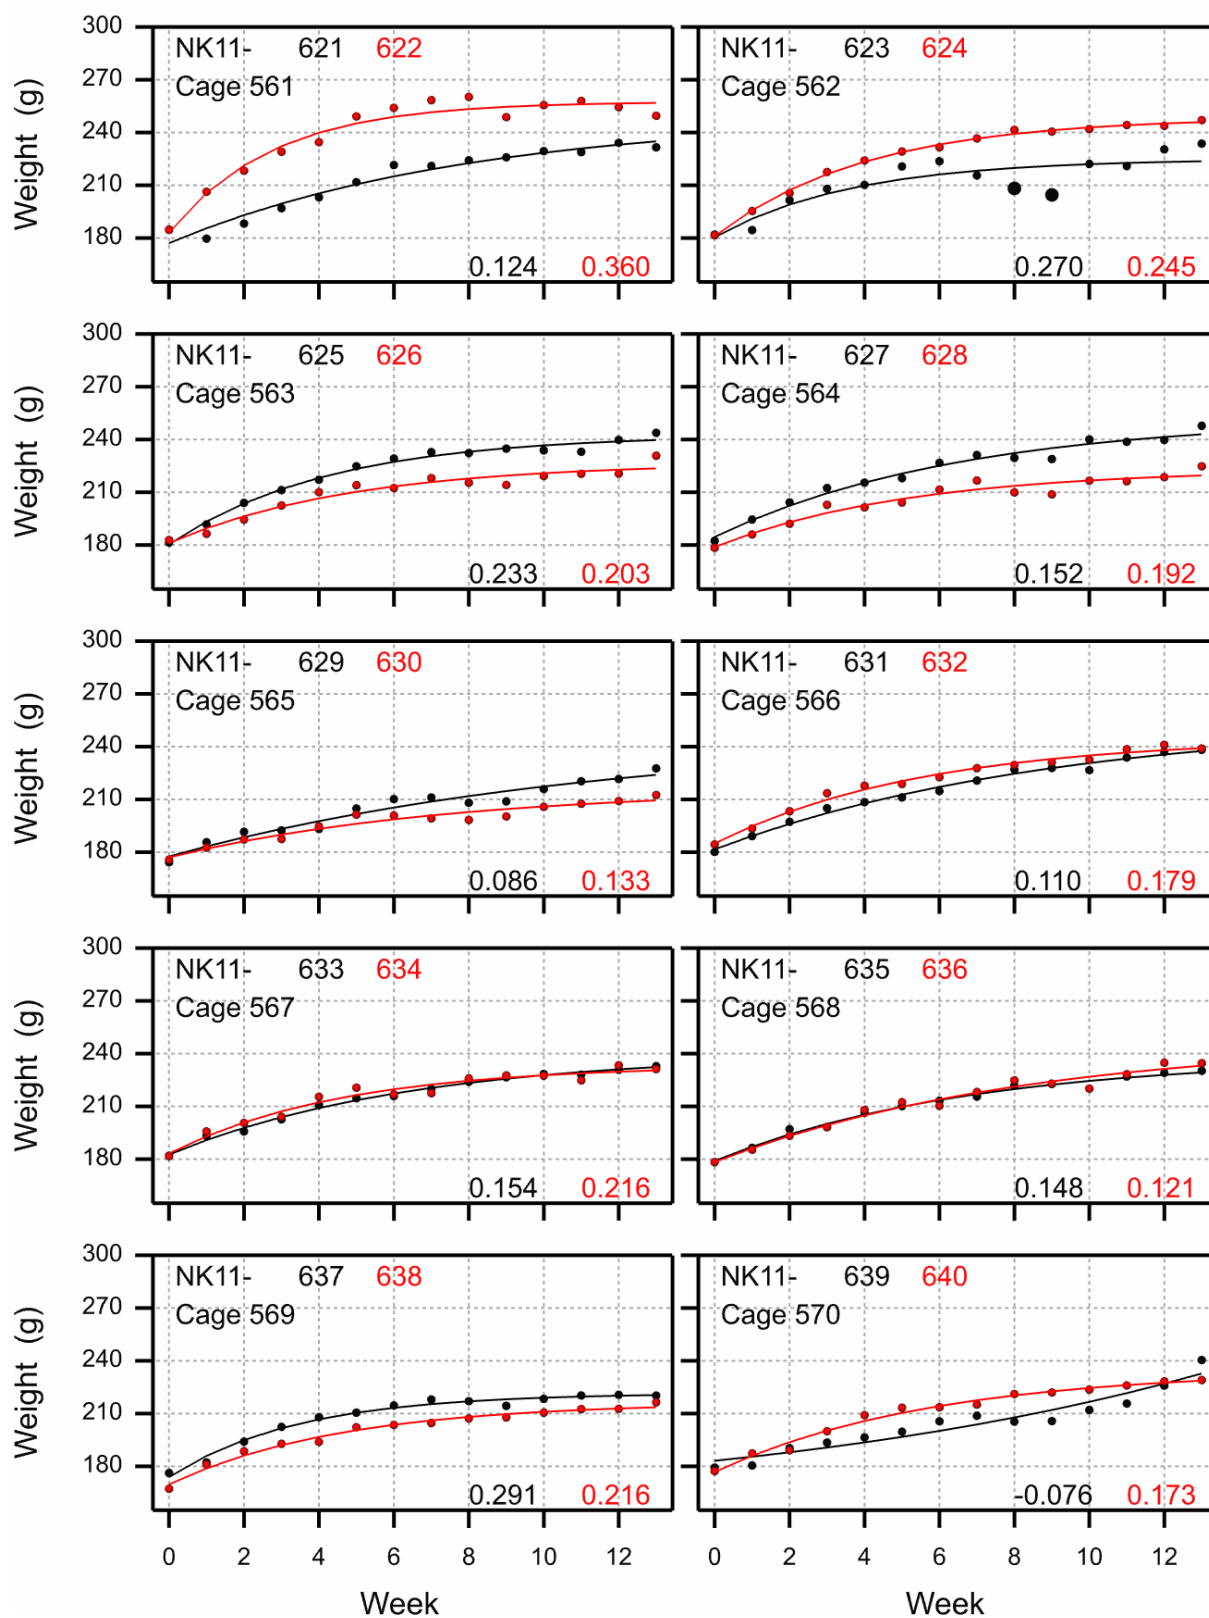 300
270
240
210
180
Weight (g)
NK11- 621 622
Cage 561
0.124 0.360
NK11- 623 624
Cage 562
0.270 0.245
300
270
240
210
180
Weight (g)
NK11- 625 626
Cage 563
0.233 0.203
NK11- 627 628
Cage 564
0.152 0.192
300
270
240
210
180
Weight (g)
NK11- 629 630
Cage 565
0.086 0.133
NK11- 631 632
Cage 566
0.110 0.179
300
270
240
210
180
Weight (g)
NK11- 633 634
Cage 567
0.154 0.216
NK11- 635 636
Cage 568
0.148 0.121
300
270
240
210
180
Weight (g)
NK11- 637 638
Cage 569
0.291 0.216
NK11- 639 640
Cage 570
-0.076 0.173
0 2 4 6 8 10 12
Week
0 2 4 6 8 10 12
Week